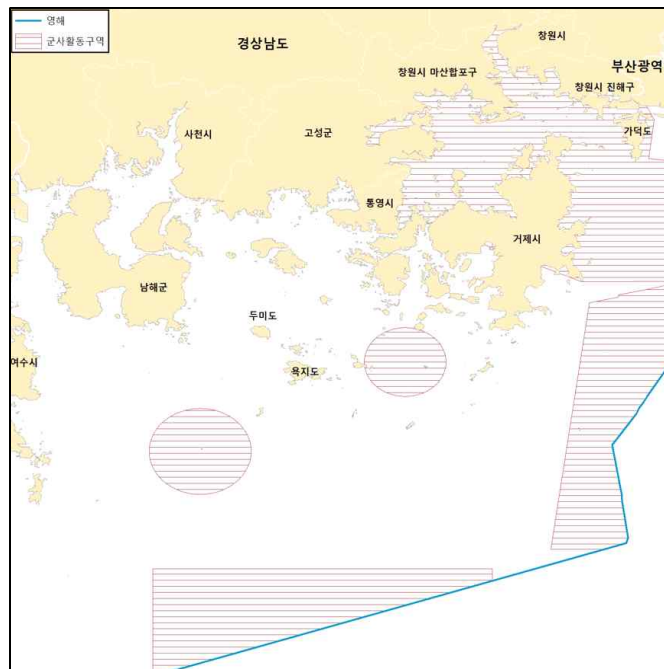 영해
군사활동구역
경상남도
창원시
부산광역
창원시 마산합포구
창원시 진해구
가덕도
사천시
고성군
통영시
거제시
남해군
두미도
여수시
욕지도